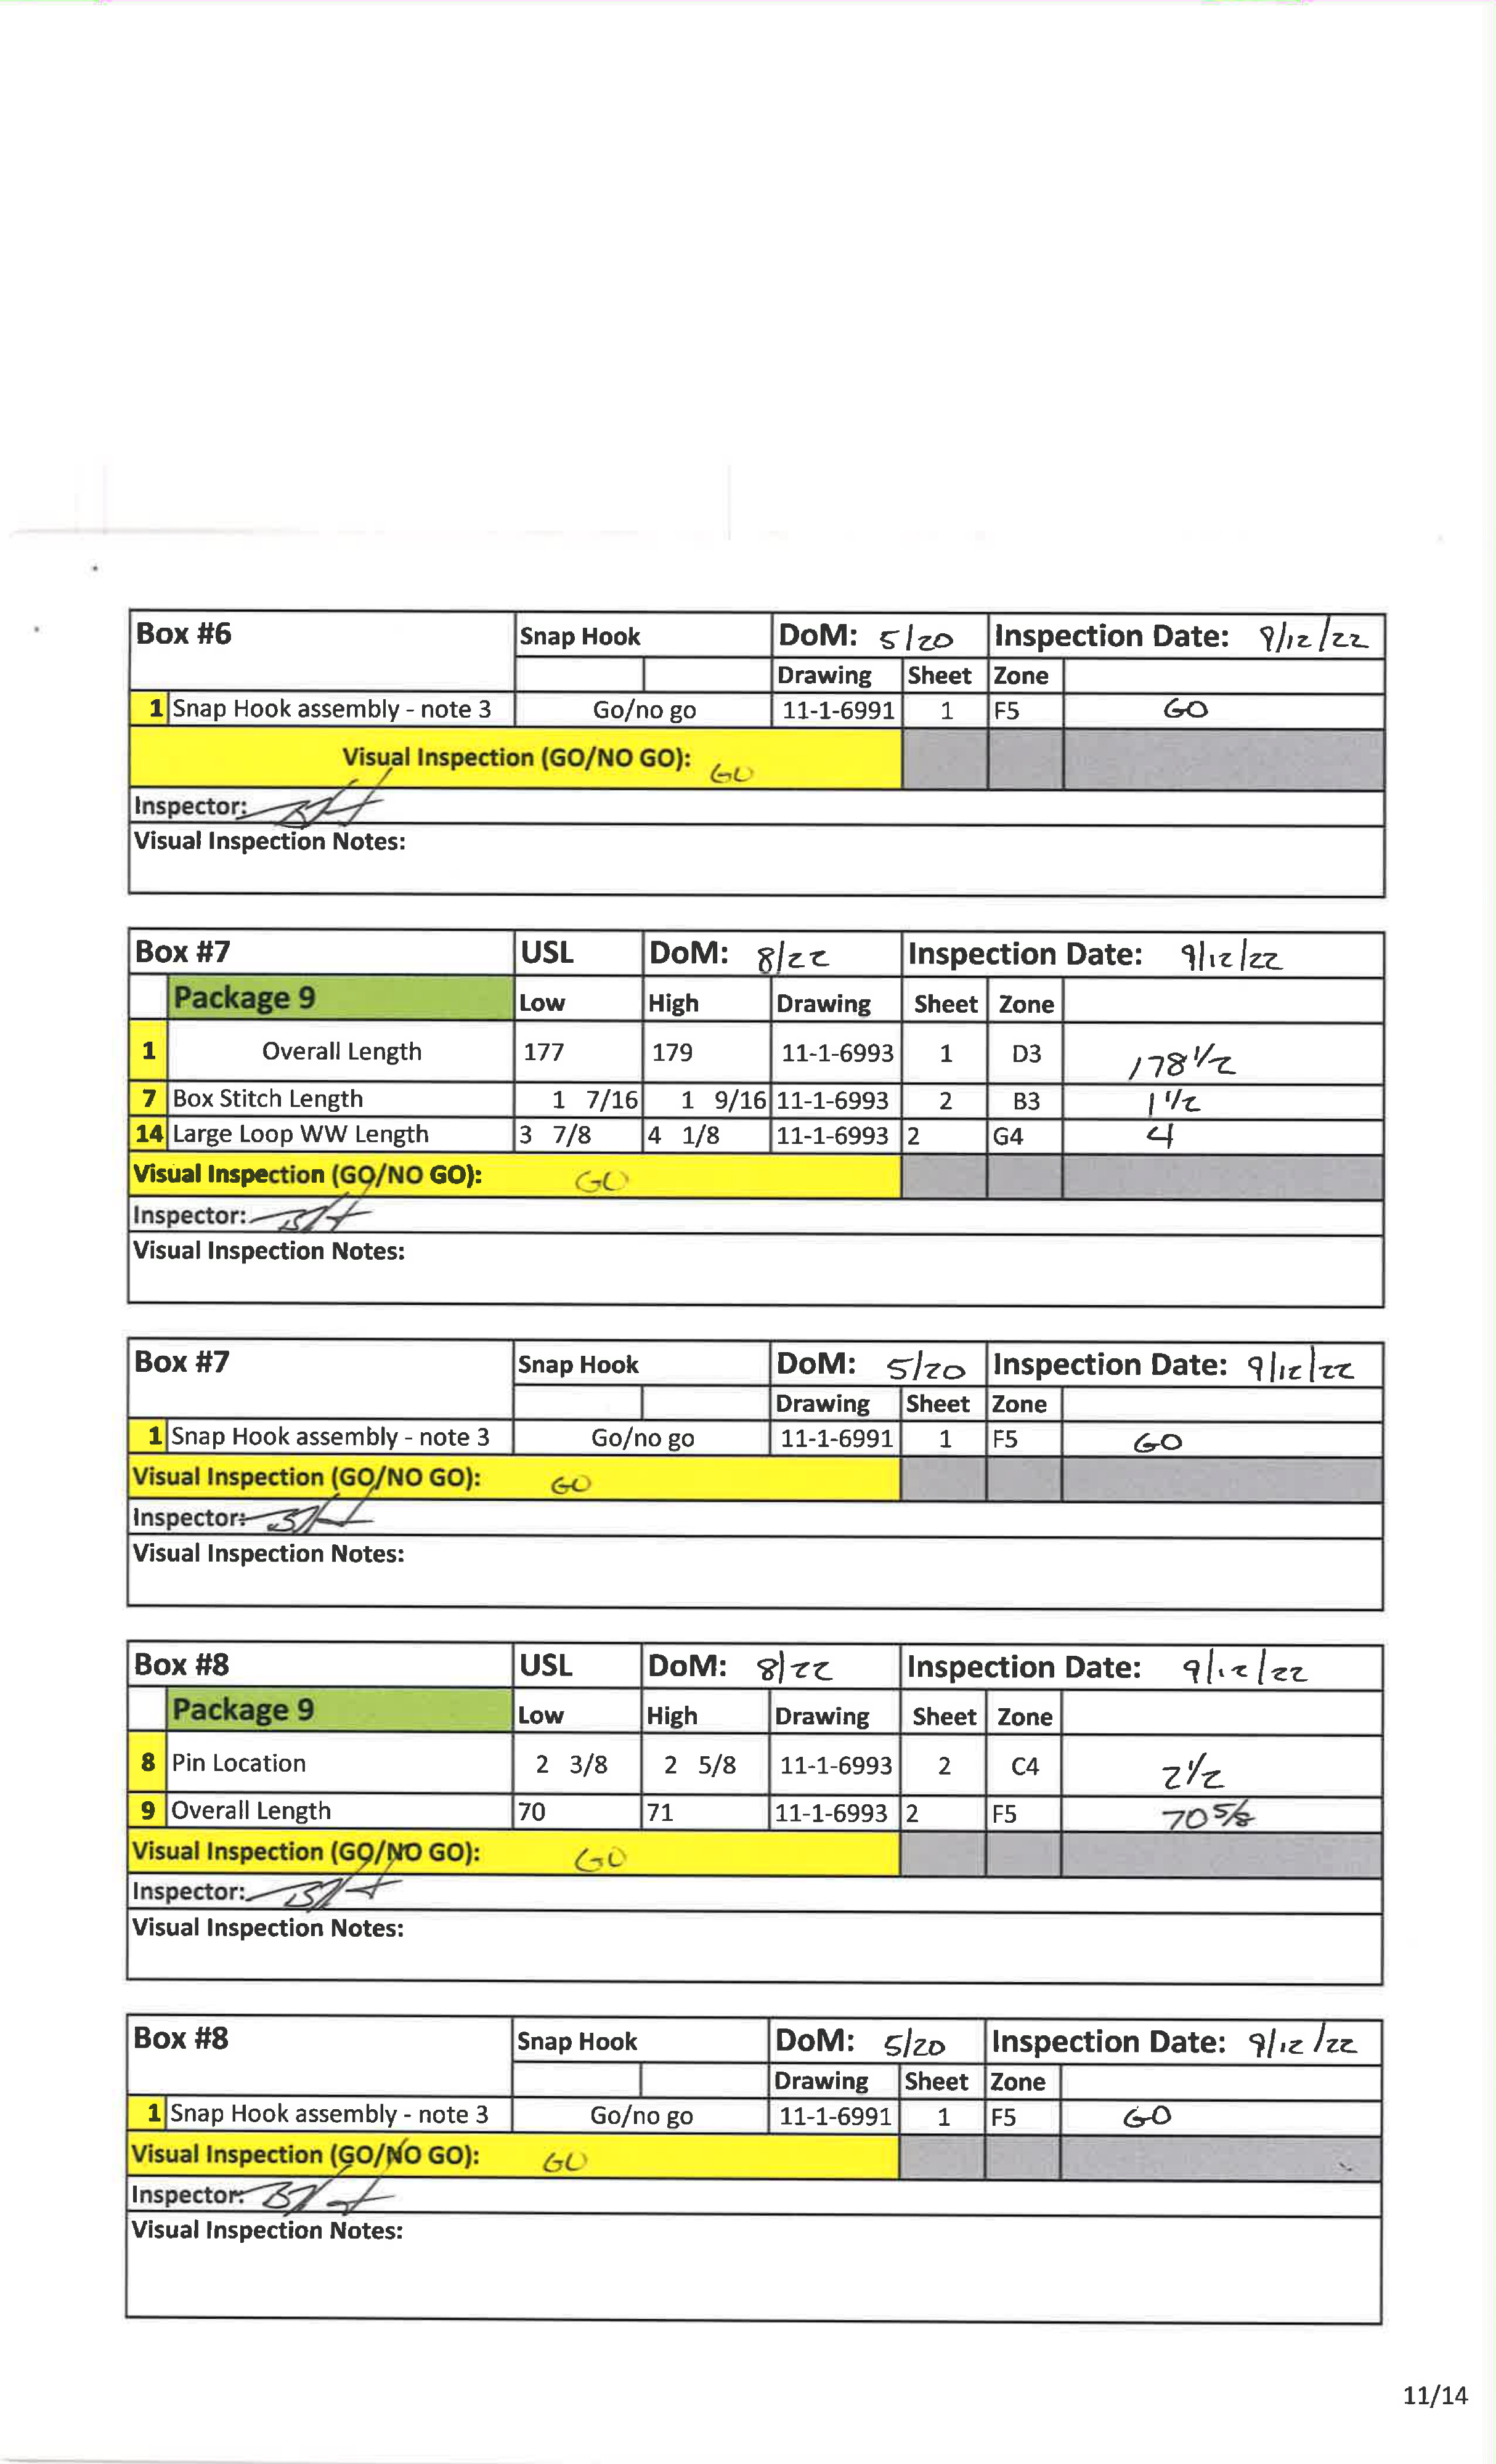 Box #6 Snap Hook DoM: 5/20 Inspection Date: 9/12/22
Drawing Sheet Zone
1 Snap Hook assembly - note 3 Go/no go 11-1-6991 1 F5 GO
Visual Inspection (GO/NO GO): GO
Inspector:
Visual Inspection Notes:
Box #7 USL DoM: 8/22 Inspection Date: 9/12/22
Package 9 Low High Drawing Sheet Zone
1 Overall Length 177 179 11-1-6993 1 D3 178 1/2
7 Box Stitch Length 1 7/16 1 9/16 11-1-6993 2 B3 1 1/2
14 Large Loop WW Length 3 7/8 4 1/8 11-1-6993 2 G4 4
Visual Inspection (GO/NO GO): GO
Inspector:
Visual Inspection Notes:
Box #7 Snap Hook DoM: 5/20 Inspection Date: 9/12/22
Drawing Sheet Zone
1 Snap Hook assembly - note 3 Go/no go 11-1-6991 1 F5 GO
Visual Inspection (GO/NO GO): GO
Inspector:
Visual Inspection Notes:
Box #8 USL DoM: 8/22 Inspection Date: 9/12/22
Package 9 Low High Drawing Sheet Zone
8 Pin Location 2 3/8 2 5/8 11-1-6993 2 C4 2 1/2
9 Overall Length 70 71 11-1-6993 2 F5 70 5/8
Visual Inspection (GO/NO GO): GO
Inspector:
Visual Inspection Notes:
Box #8 Snap Hook DoM: 5/20 Inspection Date: 9/12/22
Drawing Sheet Zone
1 Snap Hook assembly - note 3 Go/no go 11-1-6991 1 F5 GO
Visual Inspection (GO/NO GO): GO
Inspector:
Visual Inspection Notes:
11/14